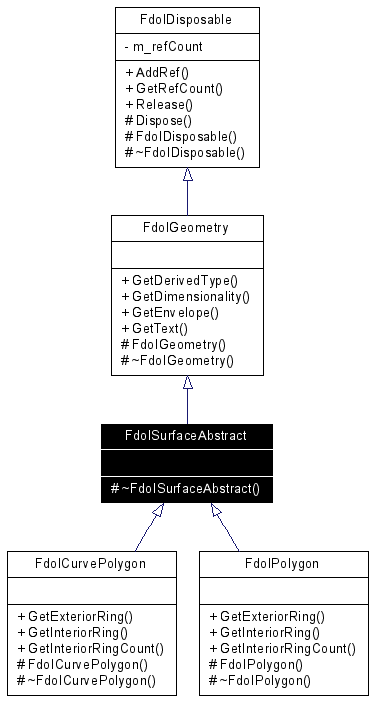 FdoIDisposable
- m_refCount
+ AddRef()
+ GetRefCount()
+ Release()
# Dispose()
# FdoIDisposable()
# ~FdoIDisposable()
FdoIGeometry
+ GetDerivedType()
+ GetDimensionality()
+ GetEnvelope()
+ GetText()
# FdoIGeometry()
# ~FdoIGeometry()
FdoISurfaceAbstract
# ~FdoISurfaceAbstract()
FdoICurvePolygon
+ GetExteriorRing()
+ GetInteriorRing()
+ GetInteriorRingCount()
# FdoICurvePolygon()
# ~FdoICurvePolygon()
FdoIPolygon
+ GetExteriorRing()
+ GetInteriorRing()
+ GetInteriorRingCount()
# FdoIPolygon()
# ~FdoIPolygon()